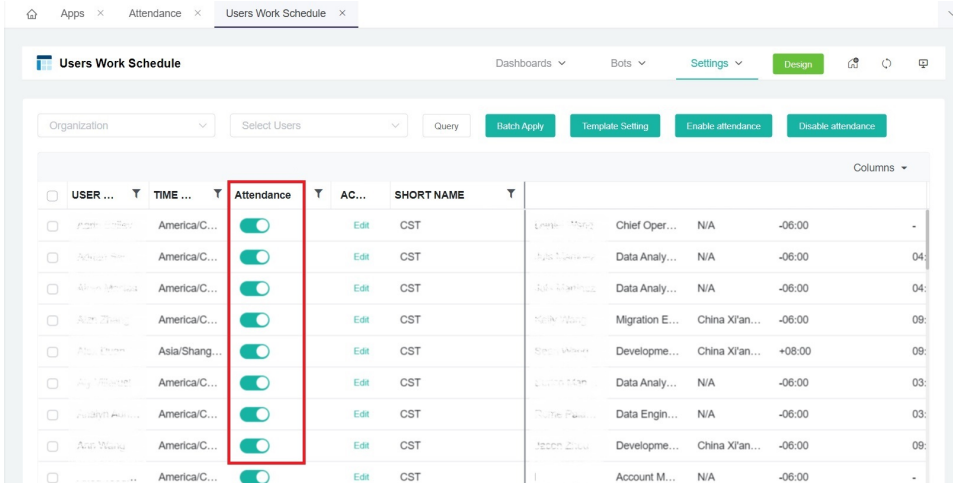 Apps × Attendance × Users Work Schedule ×
Users Work Schedule Dashboards Bots Settings Design
Organization Select Users Query Batch Apply Template Setting Enable attendance Disable attendance
Columns
USER ... TIME ... Attendance AC... SHORT NAME
America/C... Edit CST Chief Oper... N/A -06:00 -
America/C... Edit CST Data Analy... N/A -06:00 04:
America/C... Edit CST Data Analy... N/A -06:00 04:
America/C... Edit CST Migration E... China Xi'an... -06:00 09:
Asia/Shang... Edit CST Developme... China Xi'an... +08:00 09:
America/C... Edit CST Data Analy... N/A -06:00 03:
America/C... Edit CST Data Engin... N/A -06:00 03:
America/C... Edit CST Developme... China Xi'an... -06:00 09:
America/C... Edit CST Account M... N/A -06:00 -